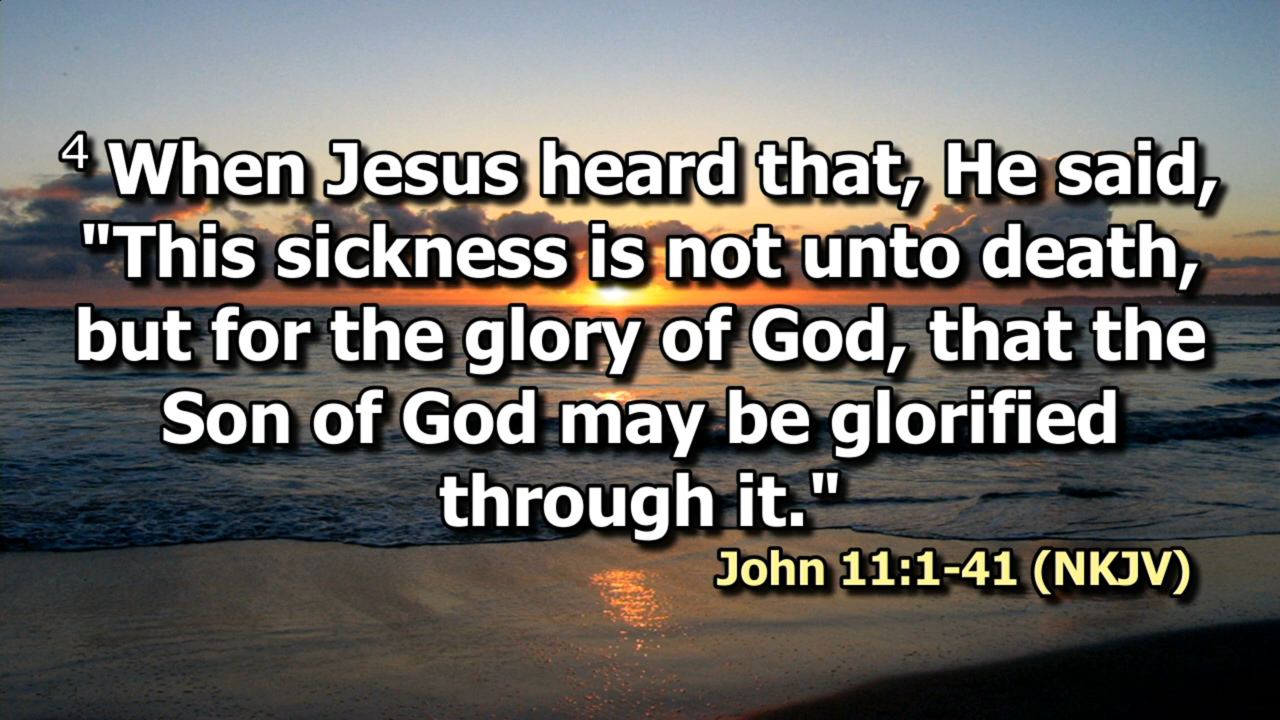 4 When Jesus heard that, He said,
"This sickness is not unto death,
but for the glory of God, that the
Son of God may be glorified
through it."
John 11:1-41 (NKJV)